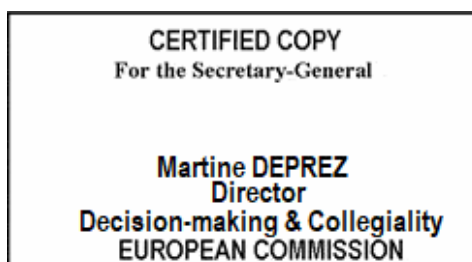 CERTIFIED COPY
For the Secretary-General
Martine DEPREZ
Director
Decision-making & Collegiality
EUROPEAN COMMISSION